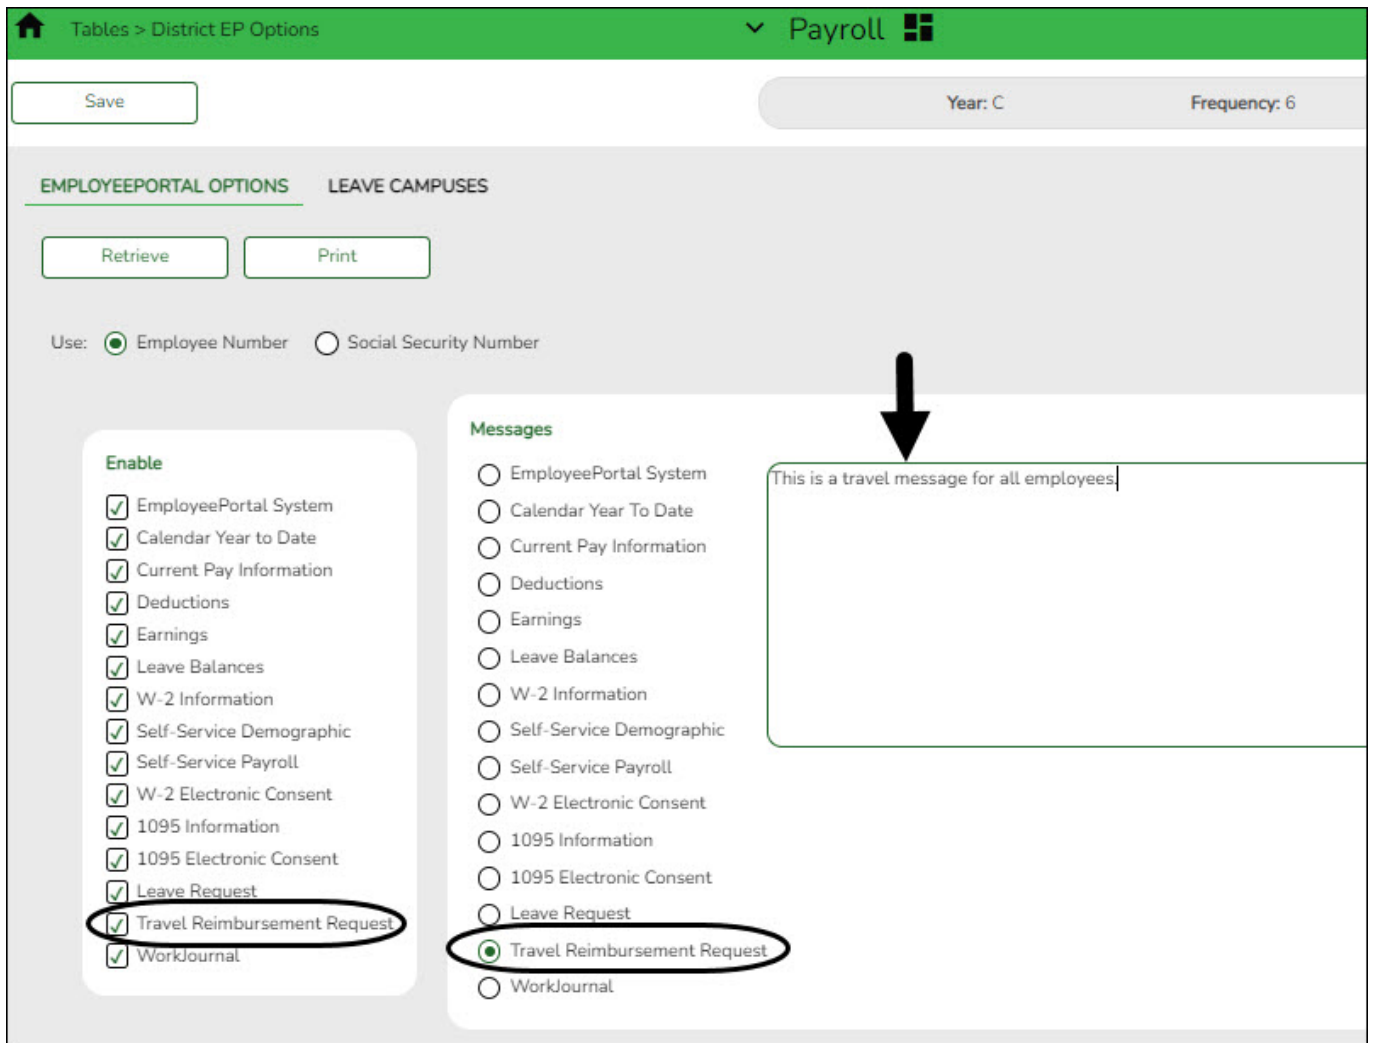 Tables > District EP Options
Payroll
Save
Year: C
Frequency: 6
EMPLOYEEPORTAL OPTIONS
LEAVE CAMPUSES
Retrieve
Print
Use:
Employee Number
Social Security Number
Enable
EmployeePortal System
Calendar Year to Date
Current Pay Information
Deductions
Earnings
Leave Balances
W-2 Information
Self-Service Demographic
Self-Service Payroll
W-2 Electronic Consent
1095 Information
1095 Electronic Consent
Leave Request
Travel Reimbursement Request
WorkJournal
Messages
EmployeePortal System
Calendar Year To Date
Current Pay Information
Deductions
Earnings
Leave Balances
W-2 Information
Self-Service Demographic
Self-Service Payroll
W-2 Electronic Consent
1095 Information
1095 Electronic Consent
Leave Request
Travel Reimbursement Request
WorkJournal
This is a travel message for all employees.